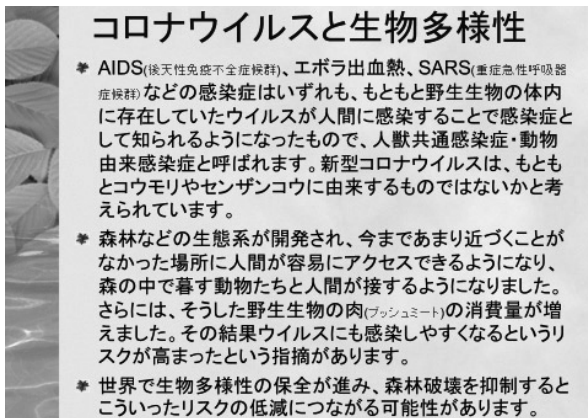 コロナウイルスと生物多様性
AIDS(後天性免疫不全症候群)、エボラ出血熱、SARS(重症急性呼吸器
症候群)などの感染症はいずれも、もともと野生生物の体内
に存在していたウイルスが人間に感染することで感染症と
して知られるようになったもので、人獣共通感染症・動物
由来感染症と呼ばれます。新型コロナウイルスは、もとも
とコウモリやセンザンコウに由来するものではないかと考
えられています。
森林などの生態系が開発され、今まであまり近づくことが
なかった場所に人間が容易にアクセスできるようになり、
森の中で暮す動物たちと人間が接するようになりました。
さらには、そうした野生生物の肉(ブッシュミート)の消費量が増
えました。その結果ウイルスにも感染しやすくなるというリ
スクが高まったという指摘があります。
世界で生物多様性の保全が進み、森林破壊を抑制すると
こういったリスクの低減につながる可能性があります。